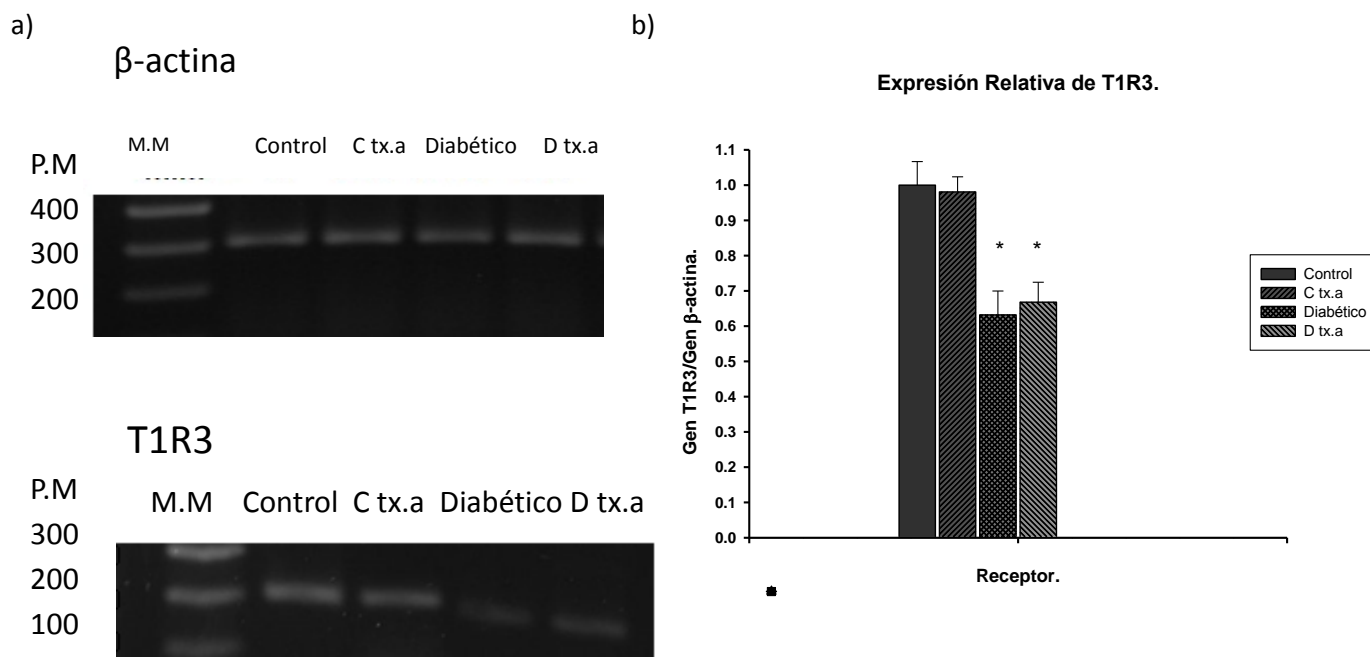 a)
β-actina
M.M Control C tx.a Diabético D tx.a
P.M
400
300
200
T1R3
P.M
M.M Control C tx.a Diabético D tx.a
300
200
100
b)
Expresión Relativa de T1R3.
Gen T1R3/Gen β-actina.
1.1
1.0
0.9
0.8
0.7
0.6
0.5
0.4
0.3
0.2
0.1
0.0
* *
Receptor.
Control
C tx.a
Diabético
D tx.a